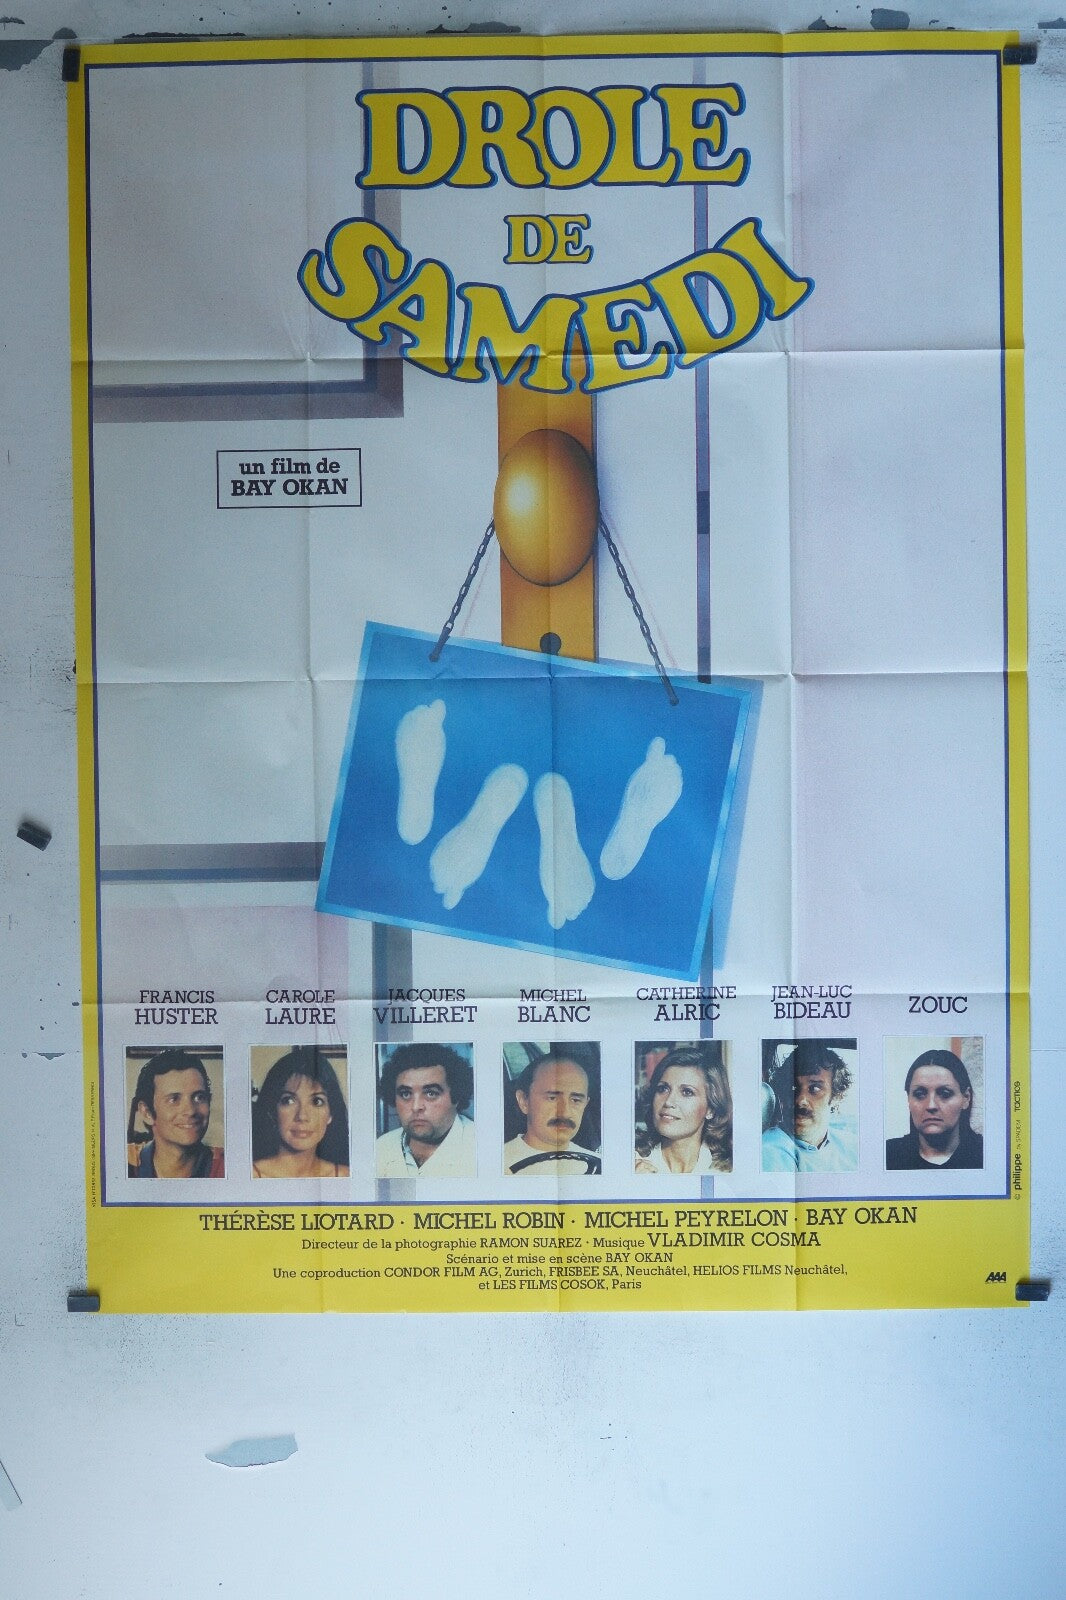 DROLE
DE
SAMEDI
un film de
BAY OKAN
FRANCIS
HUSTER
CAROLE
LAURE
JACQUES
VILLERET
MICHEL
BLANC
CATHERINE
ALRIC
JEAN-LUC
BIDEAU
ZOUC
© philippe
TACTICS
THÉRÈSE LIOTARD · MICHEL ROBIN · MICHEL PEYRELON · BAY OKAN
Directeur de la photographie RAMON SUAREZ · Musique VLADIMIR COSMA
Scénario et mise en scène BAY OKAN
Une coproduction CONDOR FILM AG, Zurich, FRISBEE SA, Neuchâtel, HELIOS FILMS Neuchâtel,
et LES FILMS COSOK, Paris
AAA